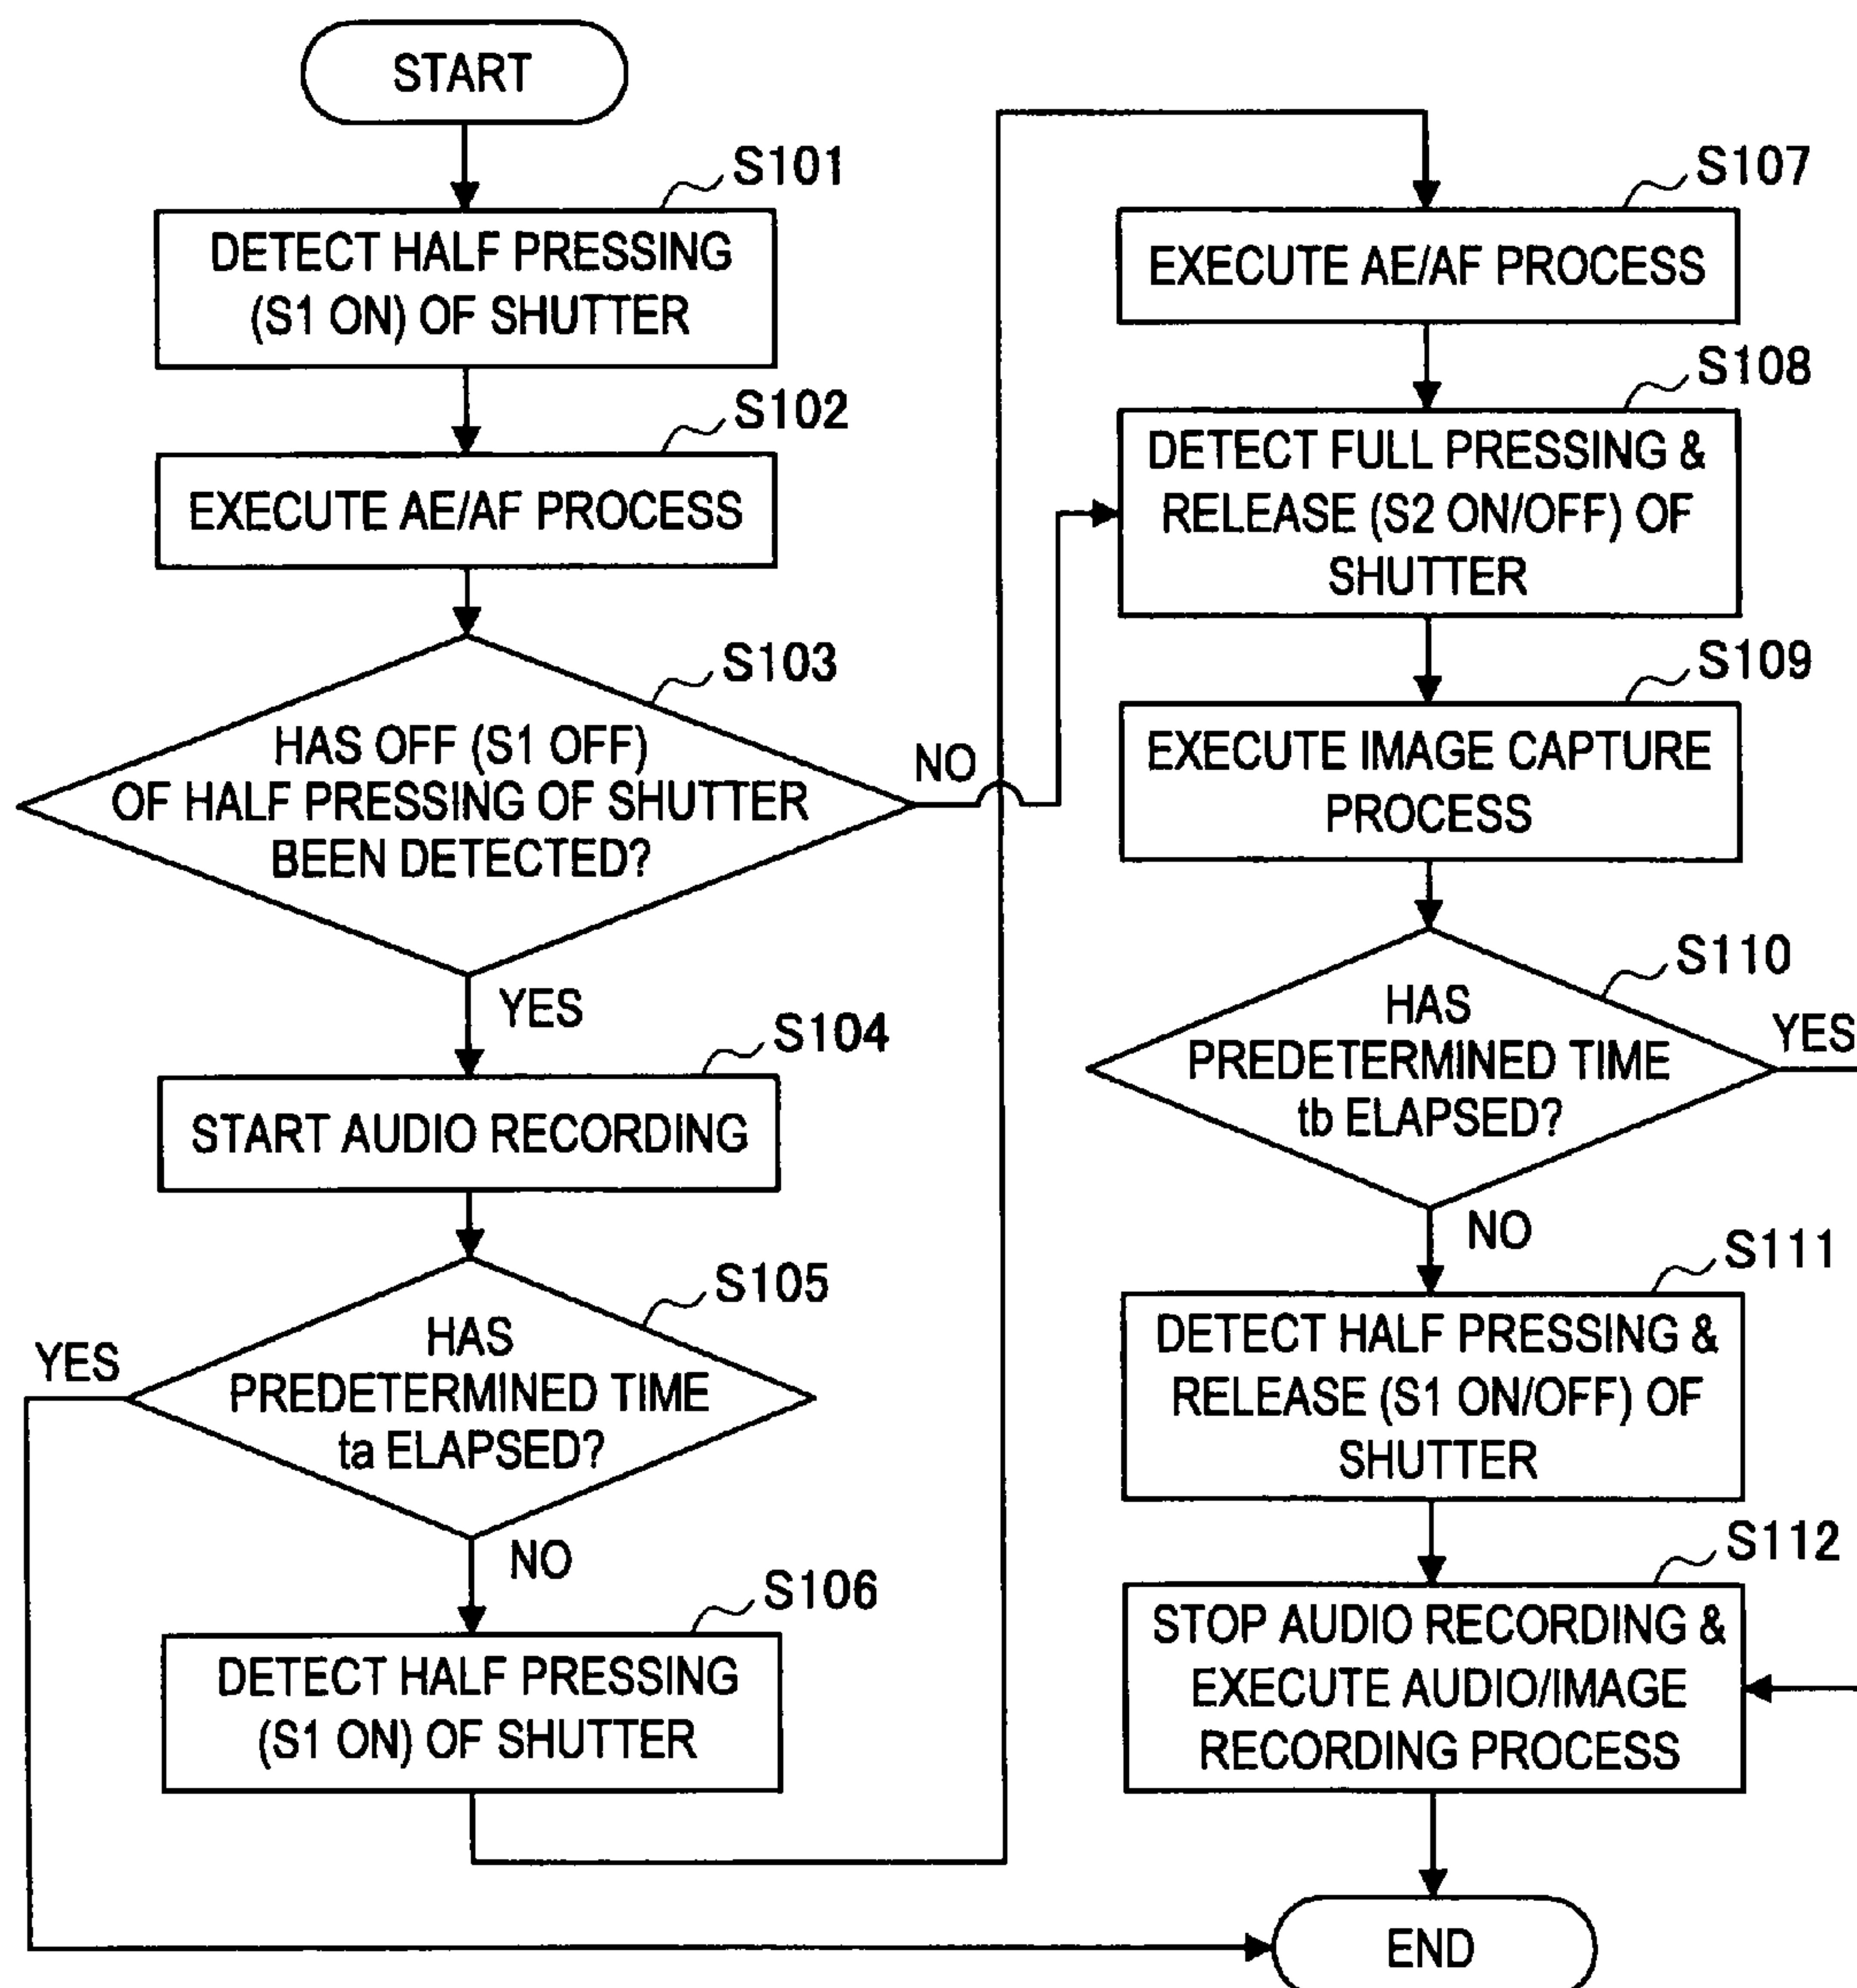 START
S101
DETECT HALF PRESSING
(S1 ON) OF SHUTTER
S102
EXECUTE AE/AF PROCESS
S103
HAS OFF (S1 OFF)
OF HALF PRESSING OF SHUTTER
BEEN DETECTED?
NO
YES
S104
START AUDIO RECORDING
S105
HAS
PREDETERMINED TIME
ta ELAPSED?
YES
NO
S106
DETECT HALF PRESSING
(S1 ON) OF SHUTTER
S107
EXECUTE AE/AF PROCESS
S108
DETECT FULL PRESSING &
RELEASE (S2 ON/OFF) OF
SHUTTER
S109
EXECUTE IMAGE CAPTURE
PROCESS
S110
HAS
PREDETERMINED TIME
tb ELAPSED?
YES
NO
S111
DETECT HALF PRESSING &
RELEASE (S1 ON/OFF) OF
SHUTTER
S112
STOP AUDIO RECORDING &
EXECUTE AUDIO/IMAGE
RECORDING PROCESS
END